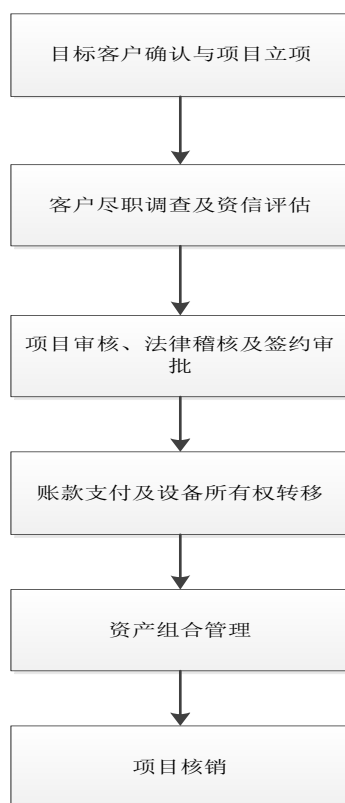 目标客户确认与项目立项
客户尽职调查及资信评估
项目审核、法律稽核及签约审
批
账款支付及设备所有权转移
资产组合管理
项目核销